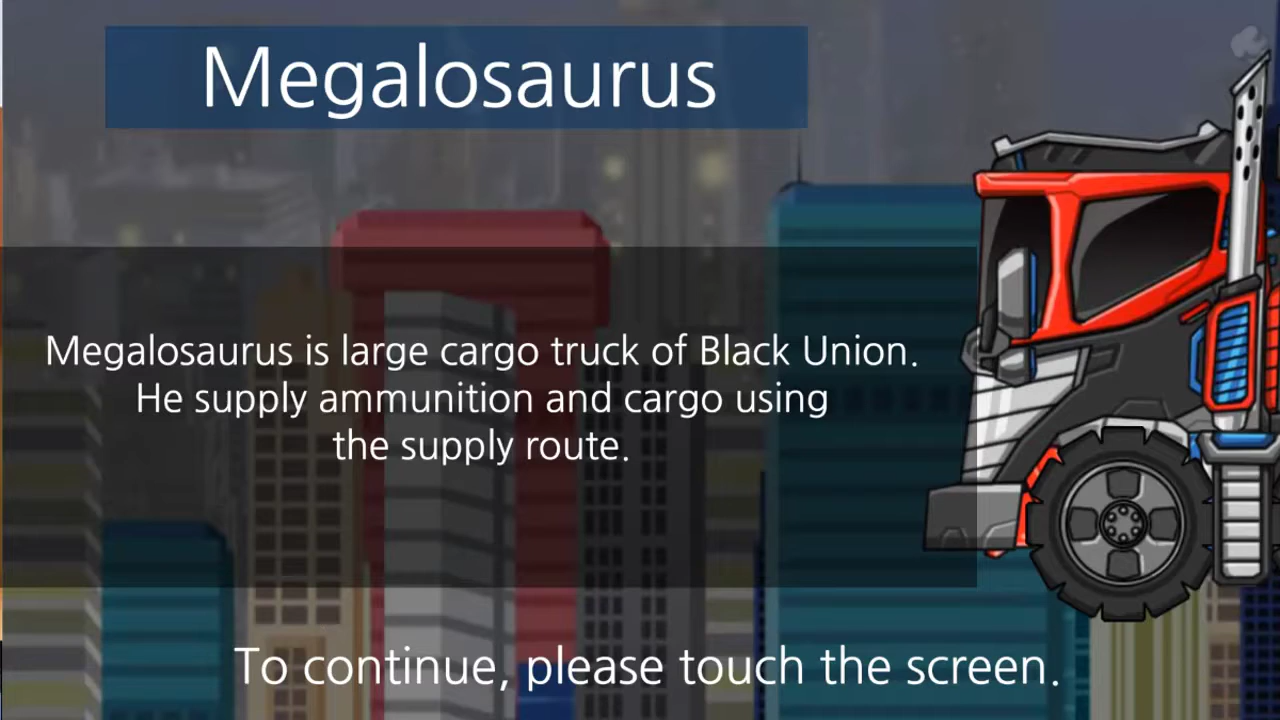 Megalosaurus
Megalosaurus is large cargo truck of Black Union.
He supply ammunition and cargo using
the supply route.
To continue, please touch the screen.